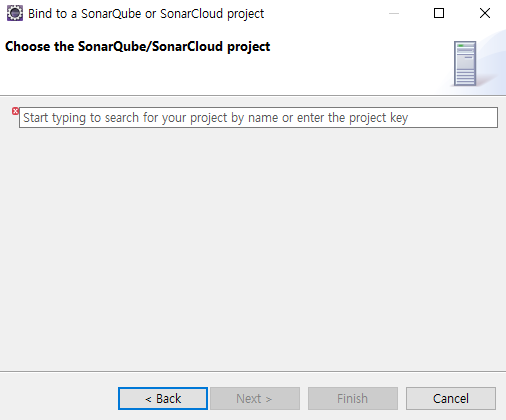 Bind to a SonarQube or SonarCloud project
Choose the SonarQube/SonarCloud project
Start typing to search for your project by name or enter the project key
< Back
Next >
Finish
Cancel